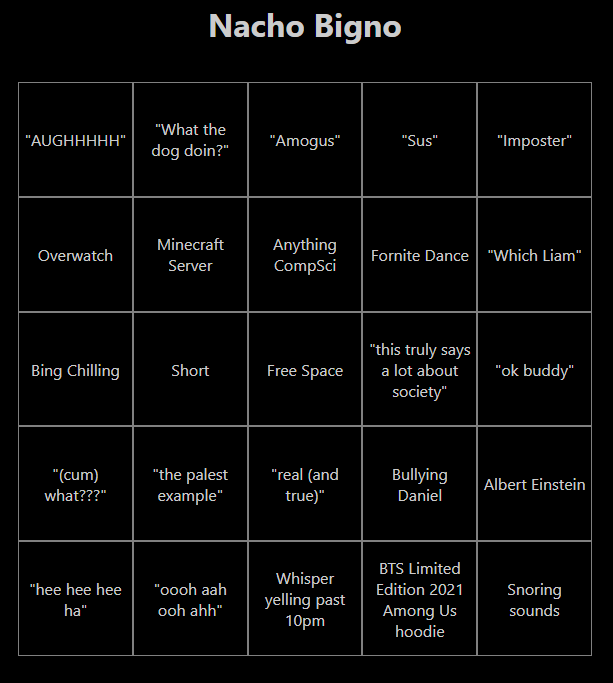 Nacho Bigno
"AUGHHHHH"
"What the
dog doin?"
"Amogus"
"Sus"
"Imposter"
Overwatch
Minecraft
Server
Anything
CompSci
Fornite Dance
"Which Liam"
Bing Chilling
Short
Free Space
"this truly says
a lot about
society"
"ok buddy"
"(cum)
what???"
"the palest
example"
"real (and
true)"
Bullying
Daniel
Albert Einstein
"hee hee hee
ha"
"oooh aah
ooh ahh"
Whisper
yelling past
10pm
BTS Limited
Edition 2021
Among Us
hoodie
Snoring
sounds